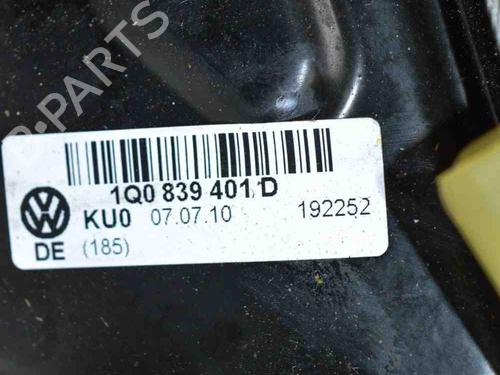 B-PARTS
1Q0 839 401 D
KU0 07.07.10 192252
DE (185)